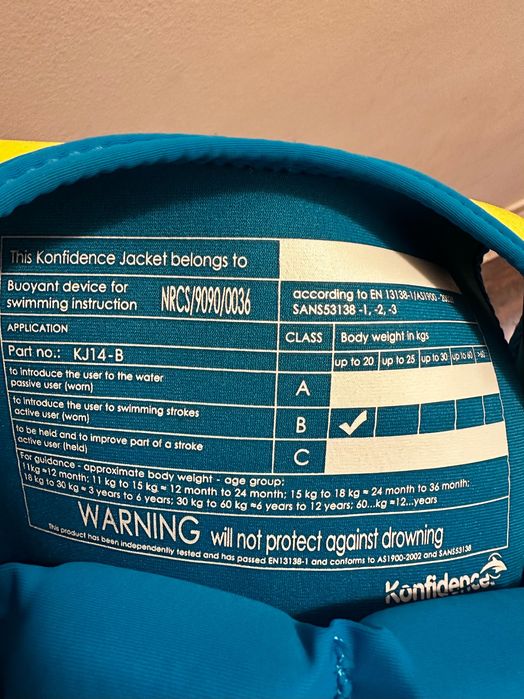 This Konfidence Jacket belongs to
Buoyant device for
swimming instruction
NRCS/9090/0036
according to EN 13138-1/AS1900
SANS53138 -1, -2, -3
APPLICATION
CLASS
Body weight in kgs
Part no.: KJ14-B
up to 20 up to 25 up to 30 up to 60 >60
to introduce the user to the water
passive user (worn)
A
to introduce the user to swimming strokes
active user (worn)
B ✓
to be held and to improve part of a stroke
active user (held)
C
For guidance - approximate body weight - age group:
11kg =12 month; 11 kg to 15 kg = 12 month to 24 month; 15 kg to 18 kg = 24 month to 36 month;
18 kg to 30 kg = 3 years to 6 years; 30 kg to 60 kg =6 years to 12 years; 60...kg =12...years
WARNING will not protect against drowning
This product has been independently tested and has passed EN13138-1 and conforms to AS1900-2002 and SANS53138
Konfidence